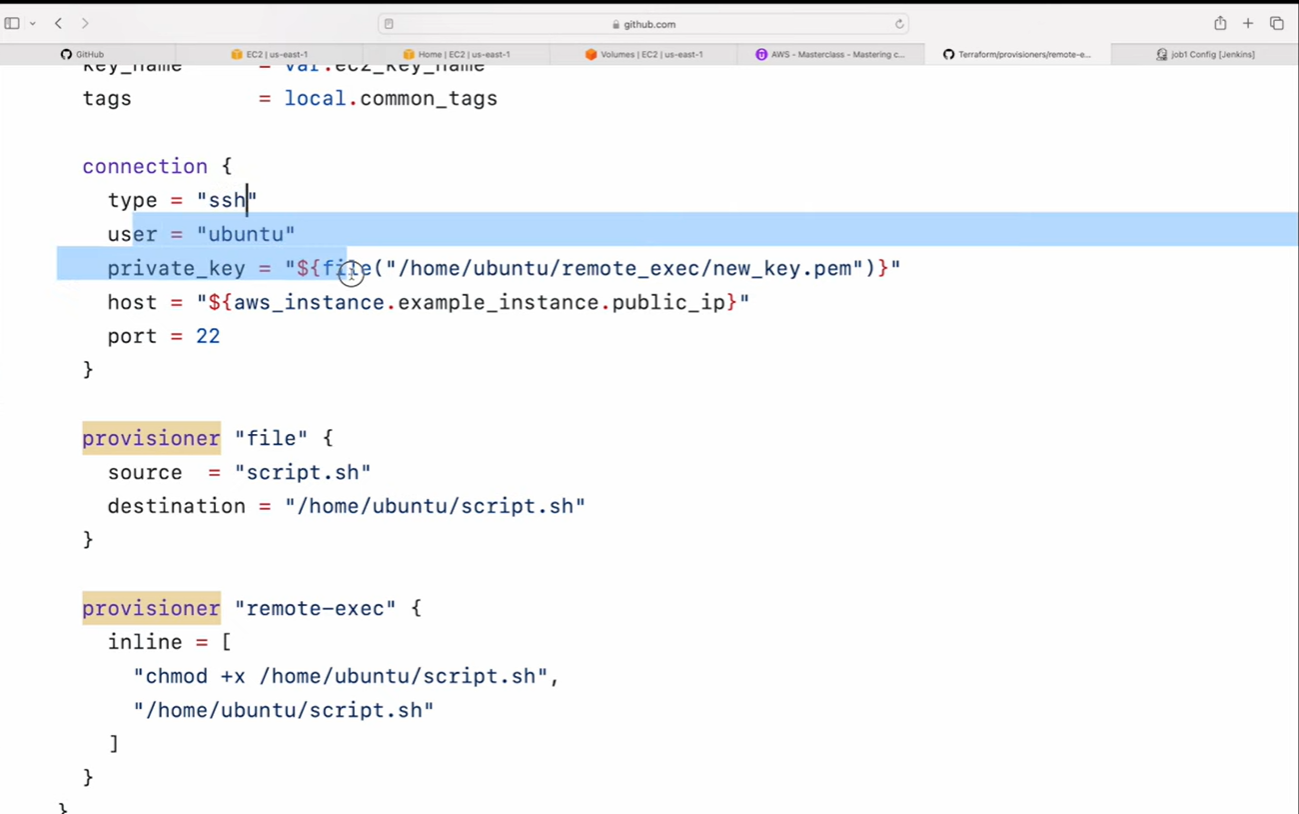 github.com
GitHub
EC2 | us-east-1
Home | EC2 | us-east-1
Volumes | EC2 | us-east-1
AWS - Masterclass - Mastering c...
Terraform/provisioners/remote-e...
job1 Config [Jenkins]
key_name = var.ec2_key_name
tags = local.common_tags
connection {
type = "ssh"
user = "ubuntu"
private_key = "${file("/home/ubuntu/remote_exec/new_key.pem")}"
host = "${aws_instance.example_instance.public_ip}"
port = 22
}
provisioner "file" {
source = "script.sh"
destination = "/home/ubuntu/script.sh"
}
provisioner "remote-exec" {
inline = [
"chmod +x /home/ubuntu/script.sh",
"/home/ubuntu/script.sh"
]
}
}